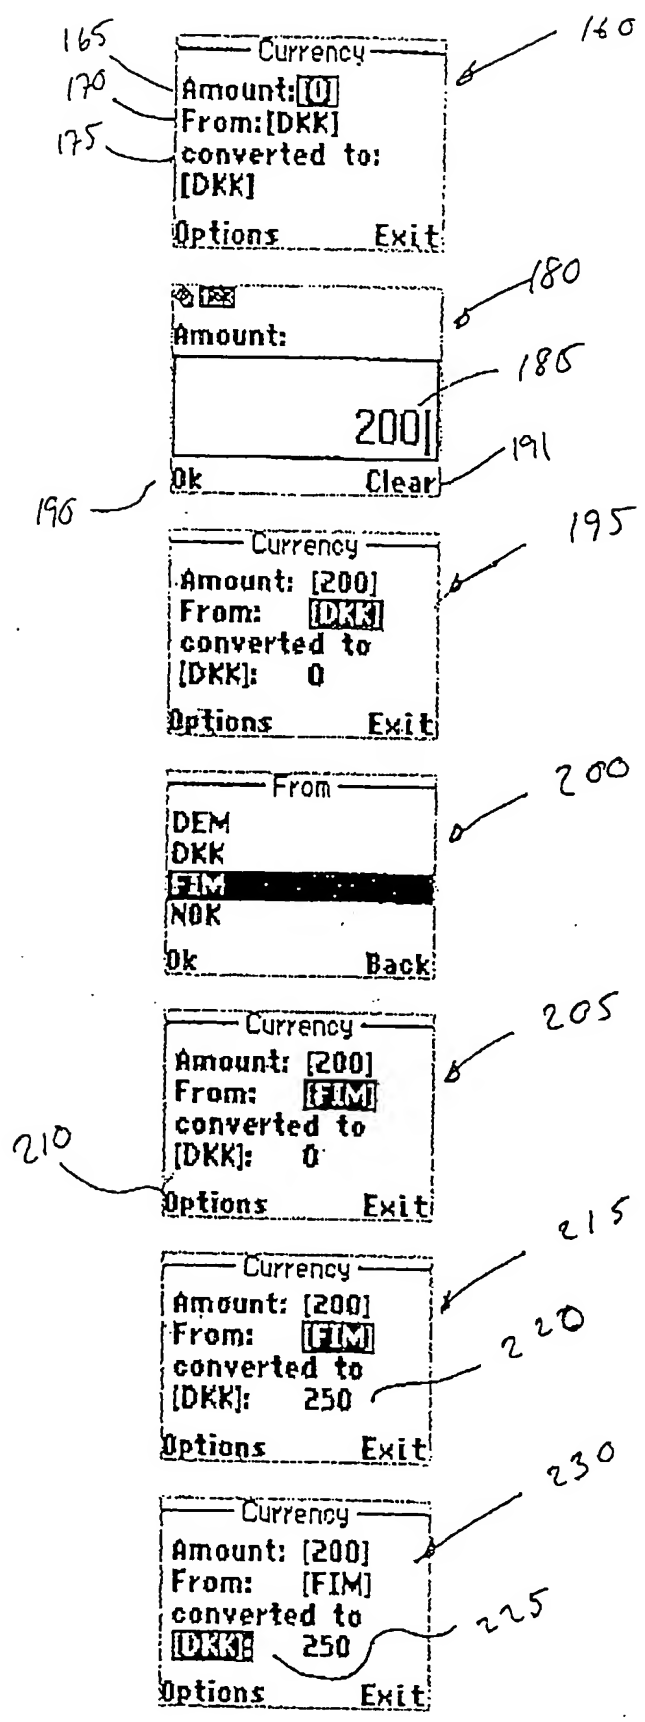 165
Currency
160
170
Amount:[0]
From:[DKK]
175
converted to:
[DKK]
Options Exit
123
180
Amount:
185
200
Ok Clear
191
190
Currency
195
Amount: [200]
From: [DKK]
converted to
[DKK]: 0
Options Exit
From
200
DEM
DKK
FIM
NOK
Ok Back
Currency
205
Amount: [200]
From: [FIM]
converted to
[DKK]: 0
210
Options Exit
215
Currency
Amount: [200]
220
From: [FIM]
converted to
[DKK]: 250
Options Exit
230
Currency
Amount: [200]
From: [FIM]
225
converted to
[DKK]: 250
Options Exit